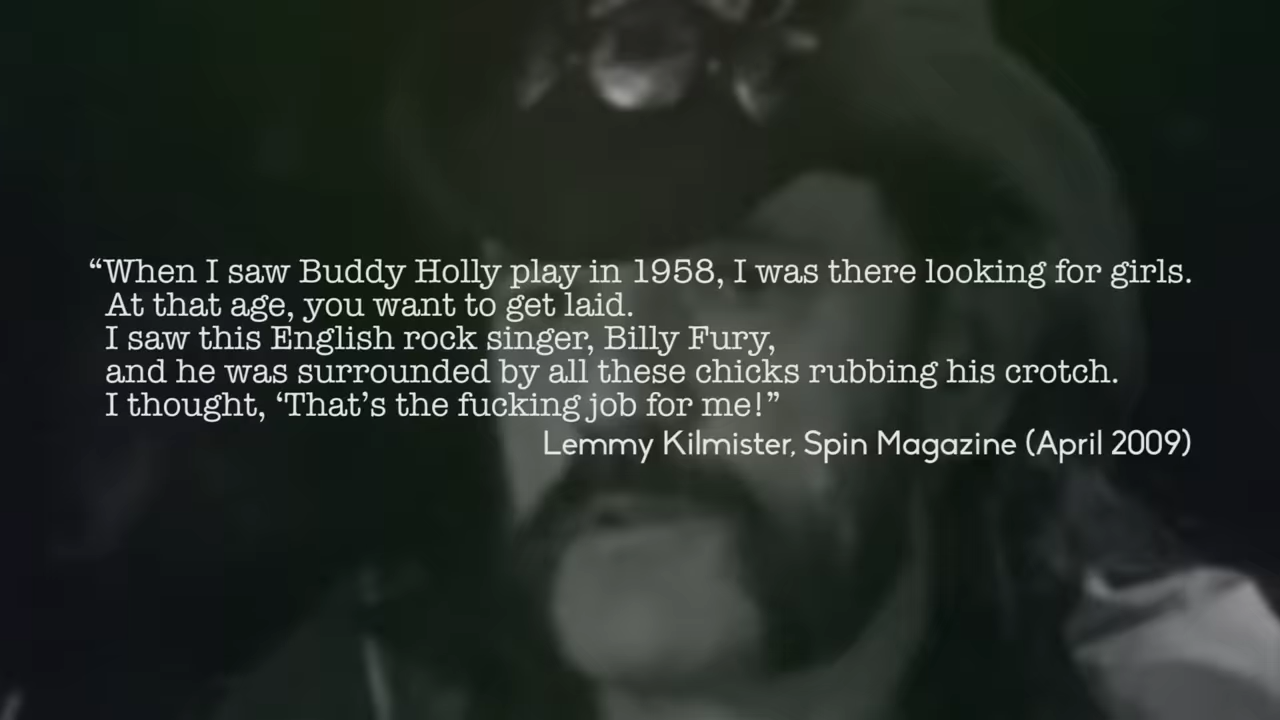 “When I saw Buddy Holly play in 1958, I was there looking for girls.
At that age, you want to get laid.
I saw this English rock singer, Billy Fury,
and he was surrounded by all these chicks rubbing his crotch.
I thought, ‘That’s the fucking job for me!”
Lemmy Kilmister, Spin Magazine (April 2009)